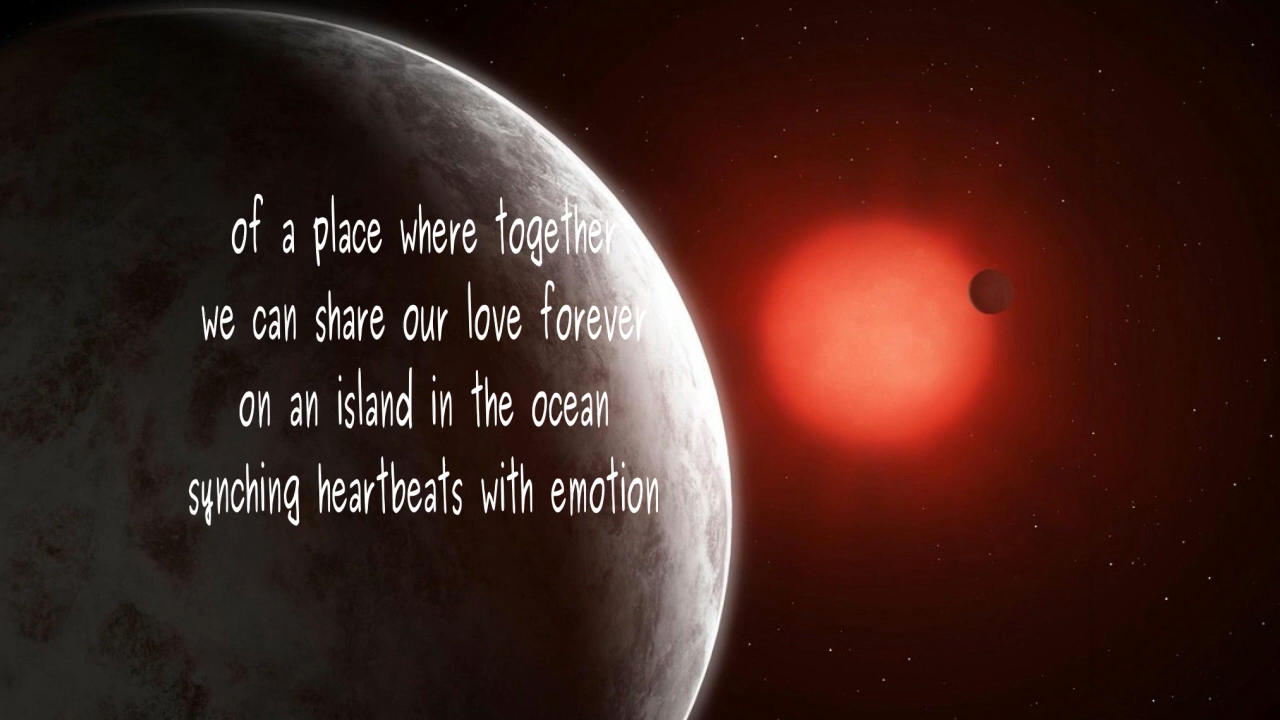 of a place where together
we can share our love forever
on an island in the ocean
synching heartbeats with emotion